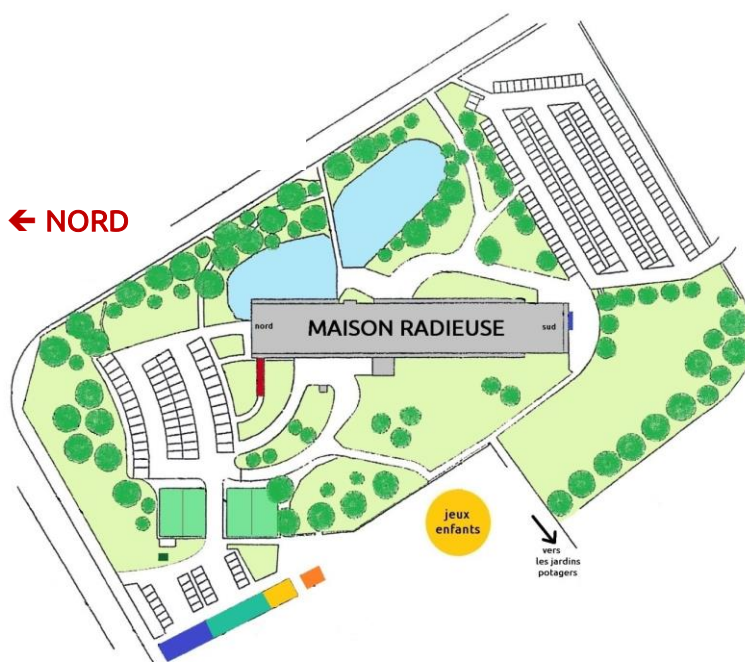 ← NORD
nord
MAISON RADIEUSE
sud
jeux
enfants
vers
les jardins
potagers